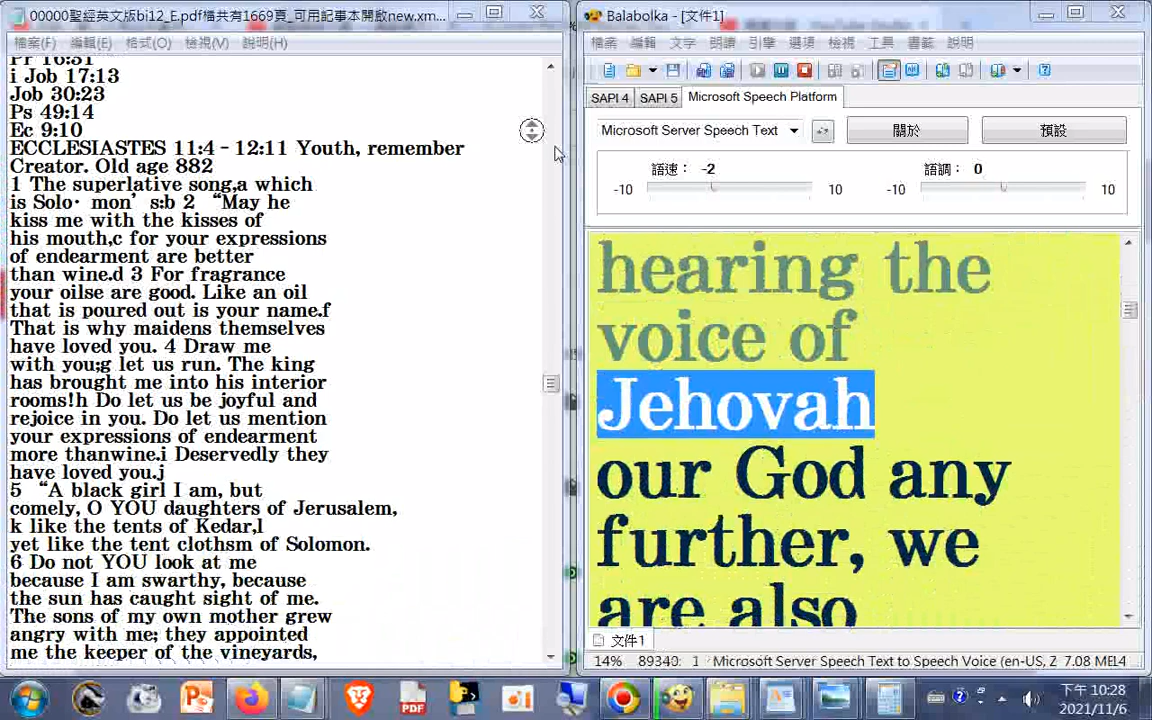 00000聖經英文版bi12_E.pdf檔共有1669頁_可用記事本開啟new.xm...
檔案(F) 編輯(E) 格式(O) 檢視(V) 說明(H)
Pr 16:31
i Job 17:13
Job 30:23
Ps 49:14
Ec 9:10
ECCLESIASTES 11:4–12:11 Youth, remember
Creator. Old age 882
1 The superlative song,a which
is Solo· mon’ s:b 2 “May he
kiss me with the kisses of
his mouth,c for your expressions
of endearment are better
than wine.d 3 For fragrance
your oilse are good. Like an oil
that is poured out is your name.f
That is why maidens themselves
have loved you. 4 Draw me
with you;g let us run. The king
has brought me into his interior
rooms!h Do let us be joyful and
rejoice in you. Do let us mention
your expressions of endearment
more thanwine.i Deservedly they
have loved you.j
5 “A black girl I am, but
comely, O YOU daughters of Jerusalem,
k like the tents of Kedar,l
yet like the tent clothsm of Solomon.
6 Do not YOU look at me
because I am swarthy, because
the sun has caught sight of me.
The sons of my own mother grew
angry with me; they appointed
me the keeper of the vineyards,
Balabolka - [文件1]
檔案 編輯 文字 朗讀 引擎 選項 檢視 工具 書籤 說明
SAPI 4 SAPI 5 Microsoft Speech Platform
Microsoft Server Speech Text 關於 預設
語速： -2 語調： 0
-10 10 -10 10
hearing the
voice of
Jehovah
our God any
further, we
are also
文件1
14% 89340: 1 Microsoft Server Speech Text to Speech Voice (en-US, Z 7.08 ME14
下午 10:28
2021/11/6